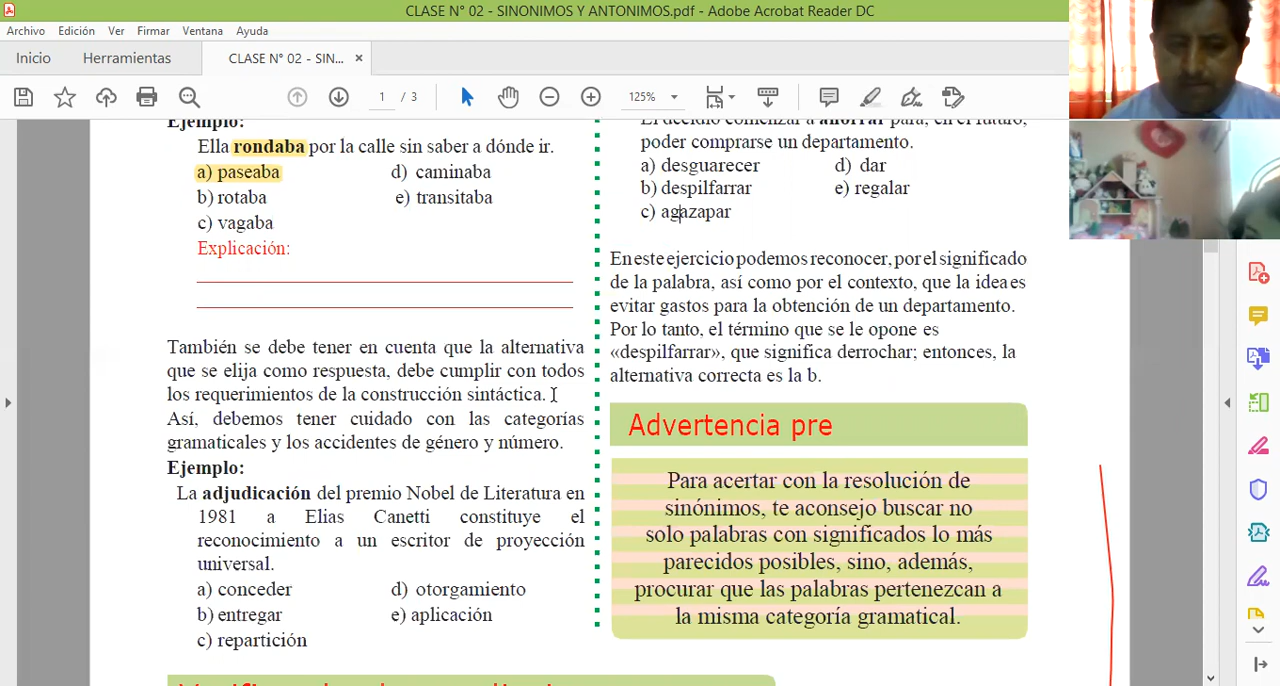 CLASE N° 02 - SINONIMOS Y ANTONIMOS.pdf - Adobe Acrobat Reader DC
Archivo Edición Ver Firmar Ventana Ayuda
Inicio Herramientas CLASE N° 02 - SIN... ×
1 / 3 125%
Ejemplo:
Ella rondaba por la calle sin saber a dónde ir.
a) paseaba d) caminaba
b) rotaba e) transitaba
c) vagaba
Explicación:
También se debe tener en cuenta que la alternativa
que se elija como respuesta, debe cumplir con todos
los requerimientos de la construcción sintáctica.
Así, debemos tener cuidado con las categorías
gramaticales y los accidentes de género y número.
Ejemplo:
La adjudicación del premio Nobel de Literatura en
1981 a Elias Canetti constituye el
reconocimiento a un escritor de proyección
universal.
a) conceder d) otorgamiento
b) entregar e) aplicación
c) repartición
El decidió comenzar a ahorrar para, en el futuro,
poder comprarse un departamento.
a) desguarecer d) dar
b) despilfarrar e) regalar
c) agazapar
En este ejercicio podemos reconocer, por el significado
de la palabra, así como por el contexto, que la idea es
evitar gastos para la obtención de un departamento.
Por lo tanto, el término que se le opone es
«despilfarrar», que significa derrochar; entonces, la
alternativa correcta es la b.
Advertencia pre
Para acertar con la resolución de
sinónimos, te aconsejo buscar no
solo palabras con significados lo más
parecidos posibles, sino, además,
procurar que las palabras pertenezcan a
la misma categoría gramatical.